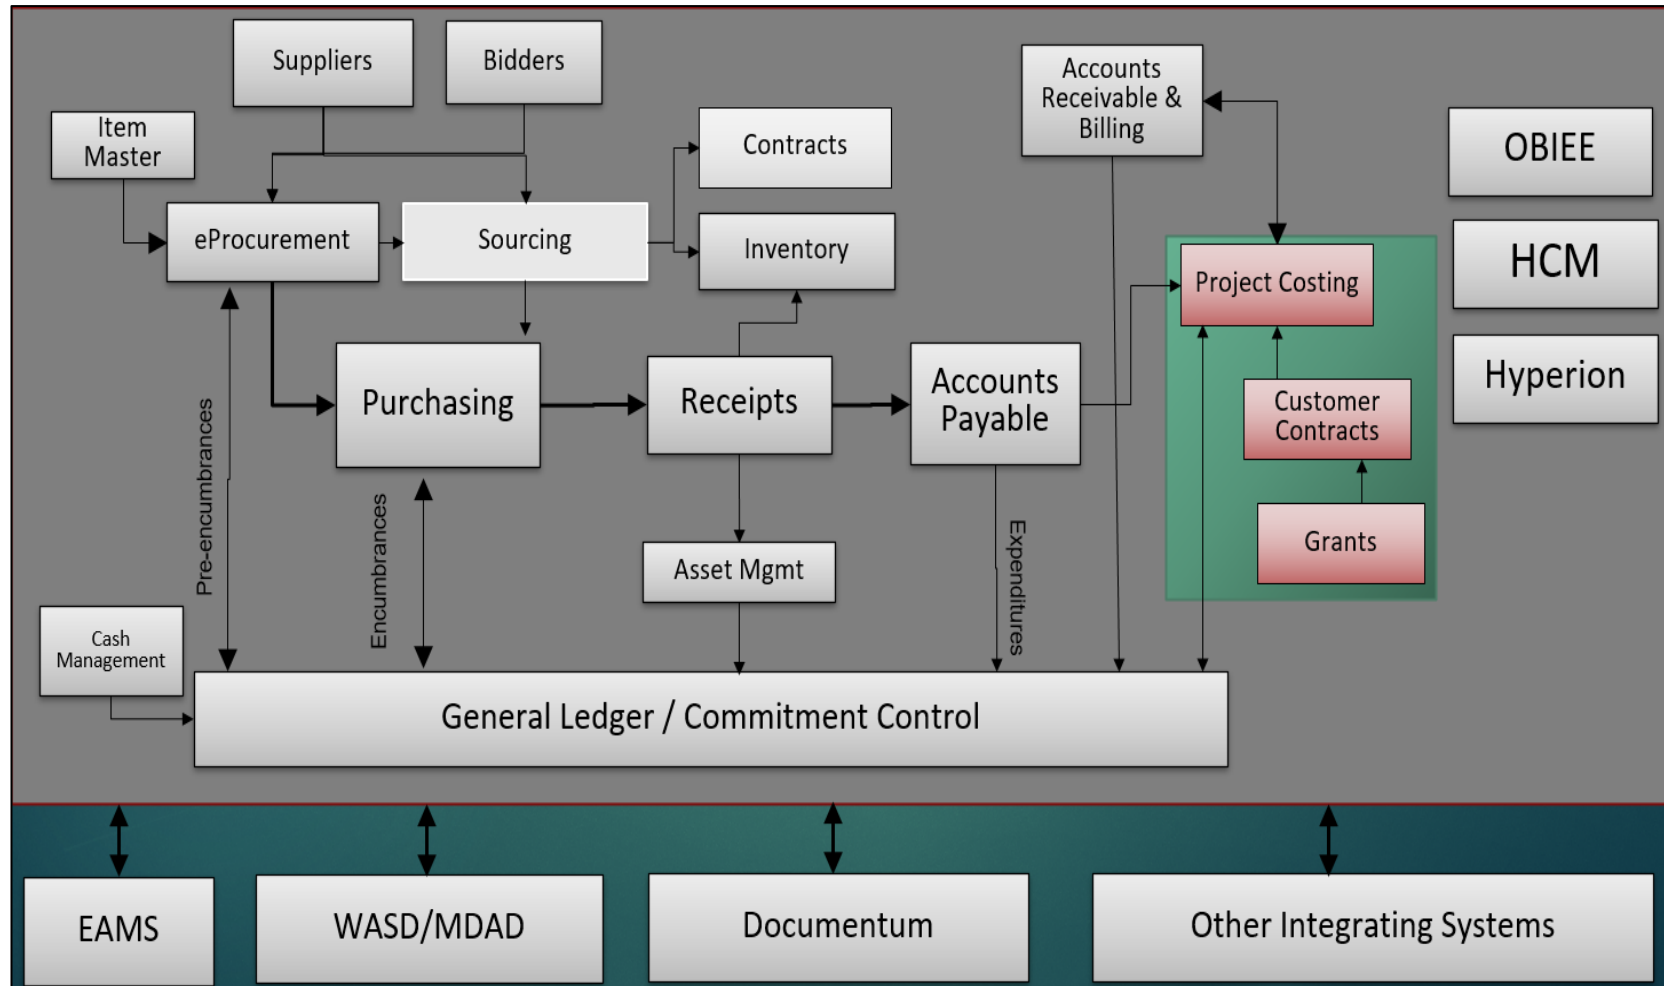 Suppliers
Bidders
Item
Master
Accounts
Receivable &
Billing
Contracts
OBIEE
eProcurement
Sourcing
Inventory
HCM
Project Costing
Purchasing
Receipts
Accounts
Payable
Customer
Contracts
Hyperion
Pre-encumbrances
Encumbrances
Expenditures
Grants
Asset Mgmt
Cash
Management
General Ledger / Commitment Control
EAMS
WASD/MDAD
Documentum
Other Integrating Systems